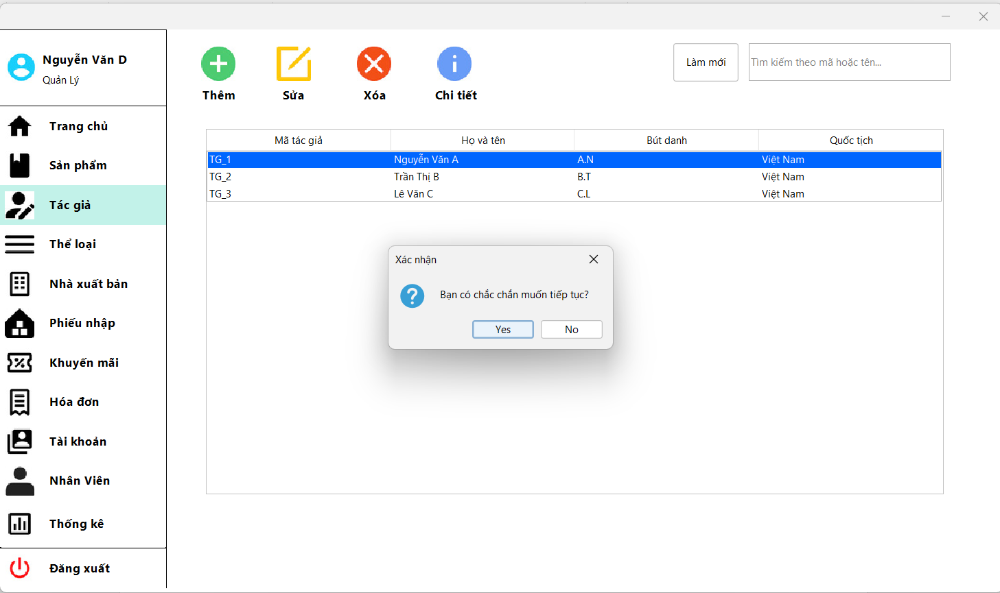 Nguyễn Văn D
Quản Lý
Trang chủ
Sản phẩm
Tác giả
Thể loại
Nhà xuất bản
Phiếu nhập
Khuyến mãi
Hóa đơn
Tài khoản
Nhân Viên
Thống kê
Đăng xuất
Thêm Sửa Xóa Chi tiết
Làm mới
Tìm kiếm theo mã hoặc tên...
Mã tác giả Họ và tên Bút danh Quốc tịch
TG_1 Nguyễn Văn A A.N Việt Nam
TG_2 Trần Thị B B.T Việt Nam
TG_3 Lê Văn C C.L Việt Nam
Xác nhận
Bạn có chắc chắn muốn tiếp tục?
Yes No